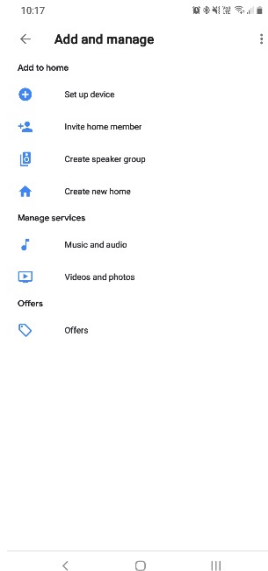 10:17
Add and manage
Add to home
Set up device
Invite home member
Create speaker group
Create new home
Manage services
Music and audio
Videos and photos
Offers
Offers